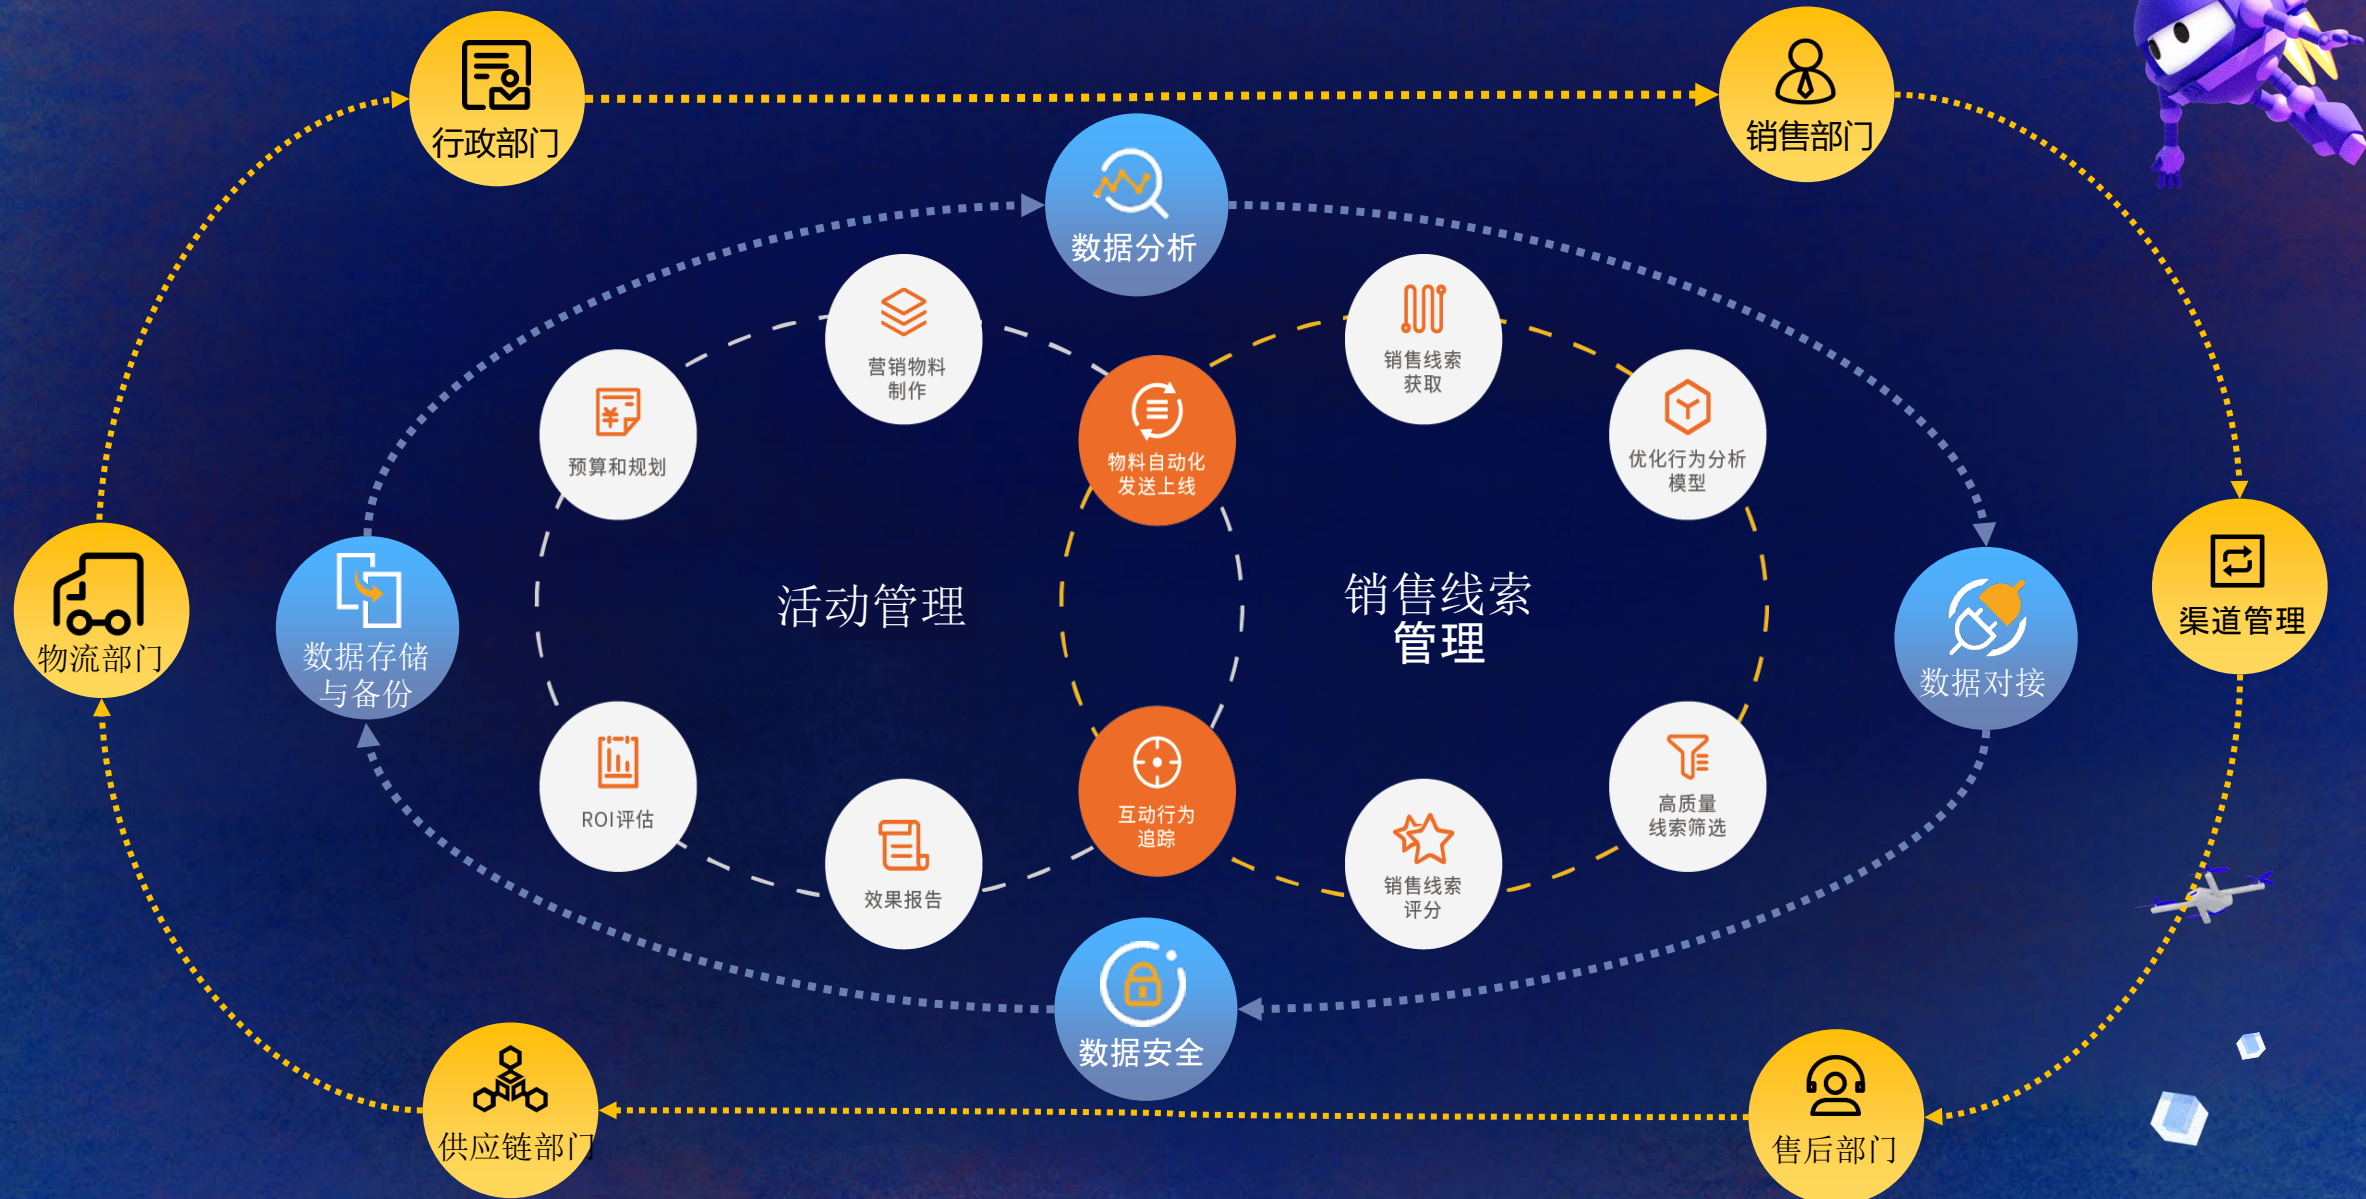 行政部门
销售部门
数据分析
营销物料
制作
销售线索
获取
预算和规划
物料自动化
发送上线
优化行为分析
模型
物流部门
数据存储
与备份
活动管理
销售线索
管理
数据对接
渠道管理
ROI评估
效果报告
互动行为
追踪
销售线索
评分
高质量
线索筛选
数据安全
供应链部门
售后部门